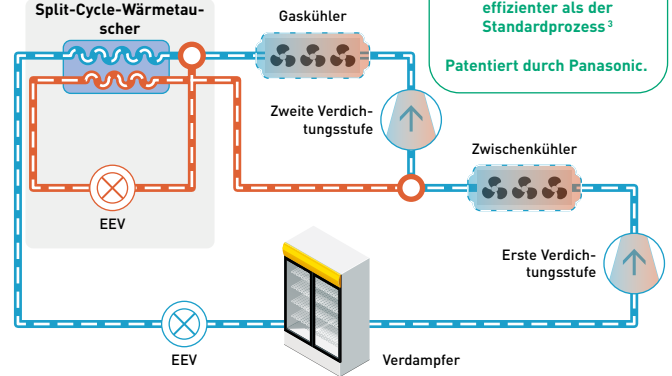 Split-Cycle-Wärmetau-
scher
Gaskühler
effizienter als der
Standardprozess³
Patentiert durch Panasonic.
Zweite Verdich-
tungsstufe
Zwischenkühler
EEV
Erste Verdich-
tungsstufe
EEV
Verdampfer